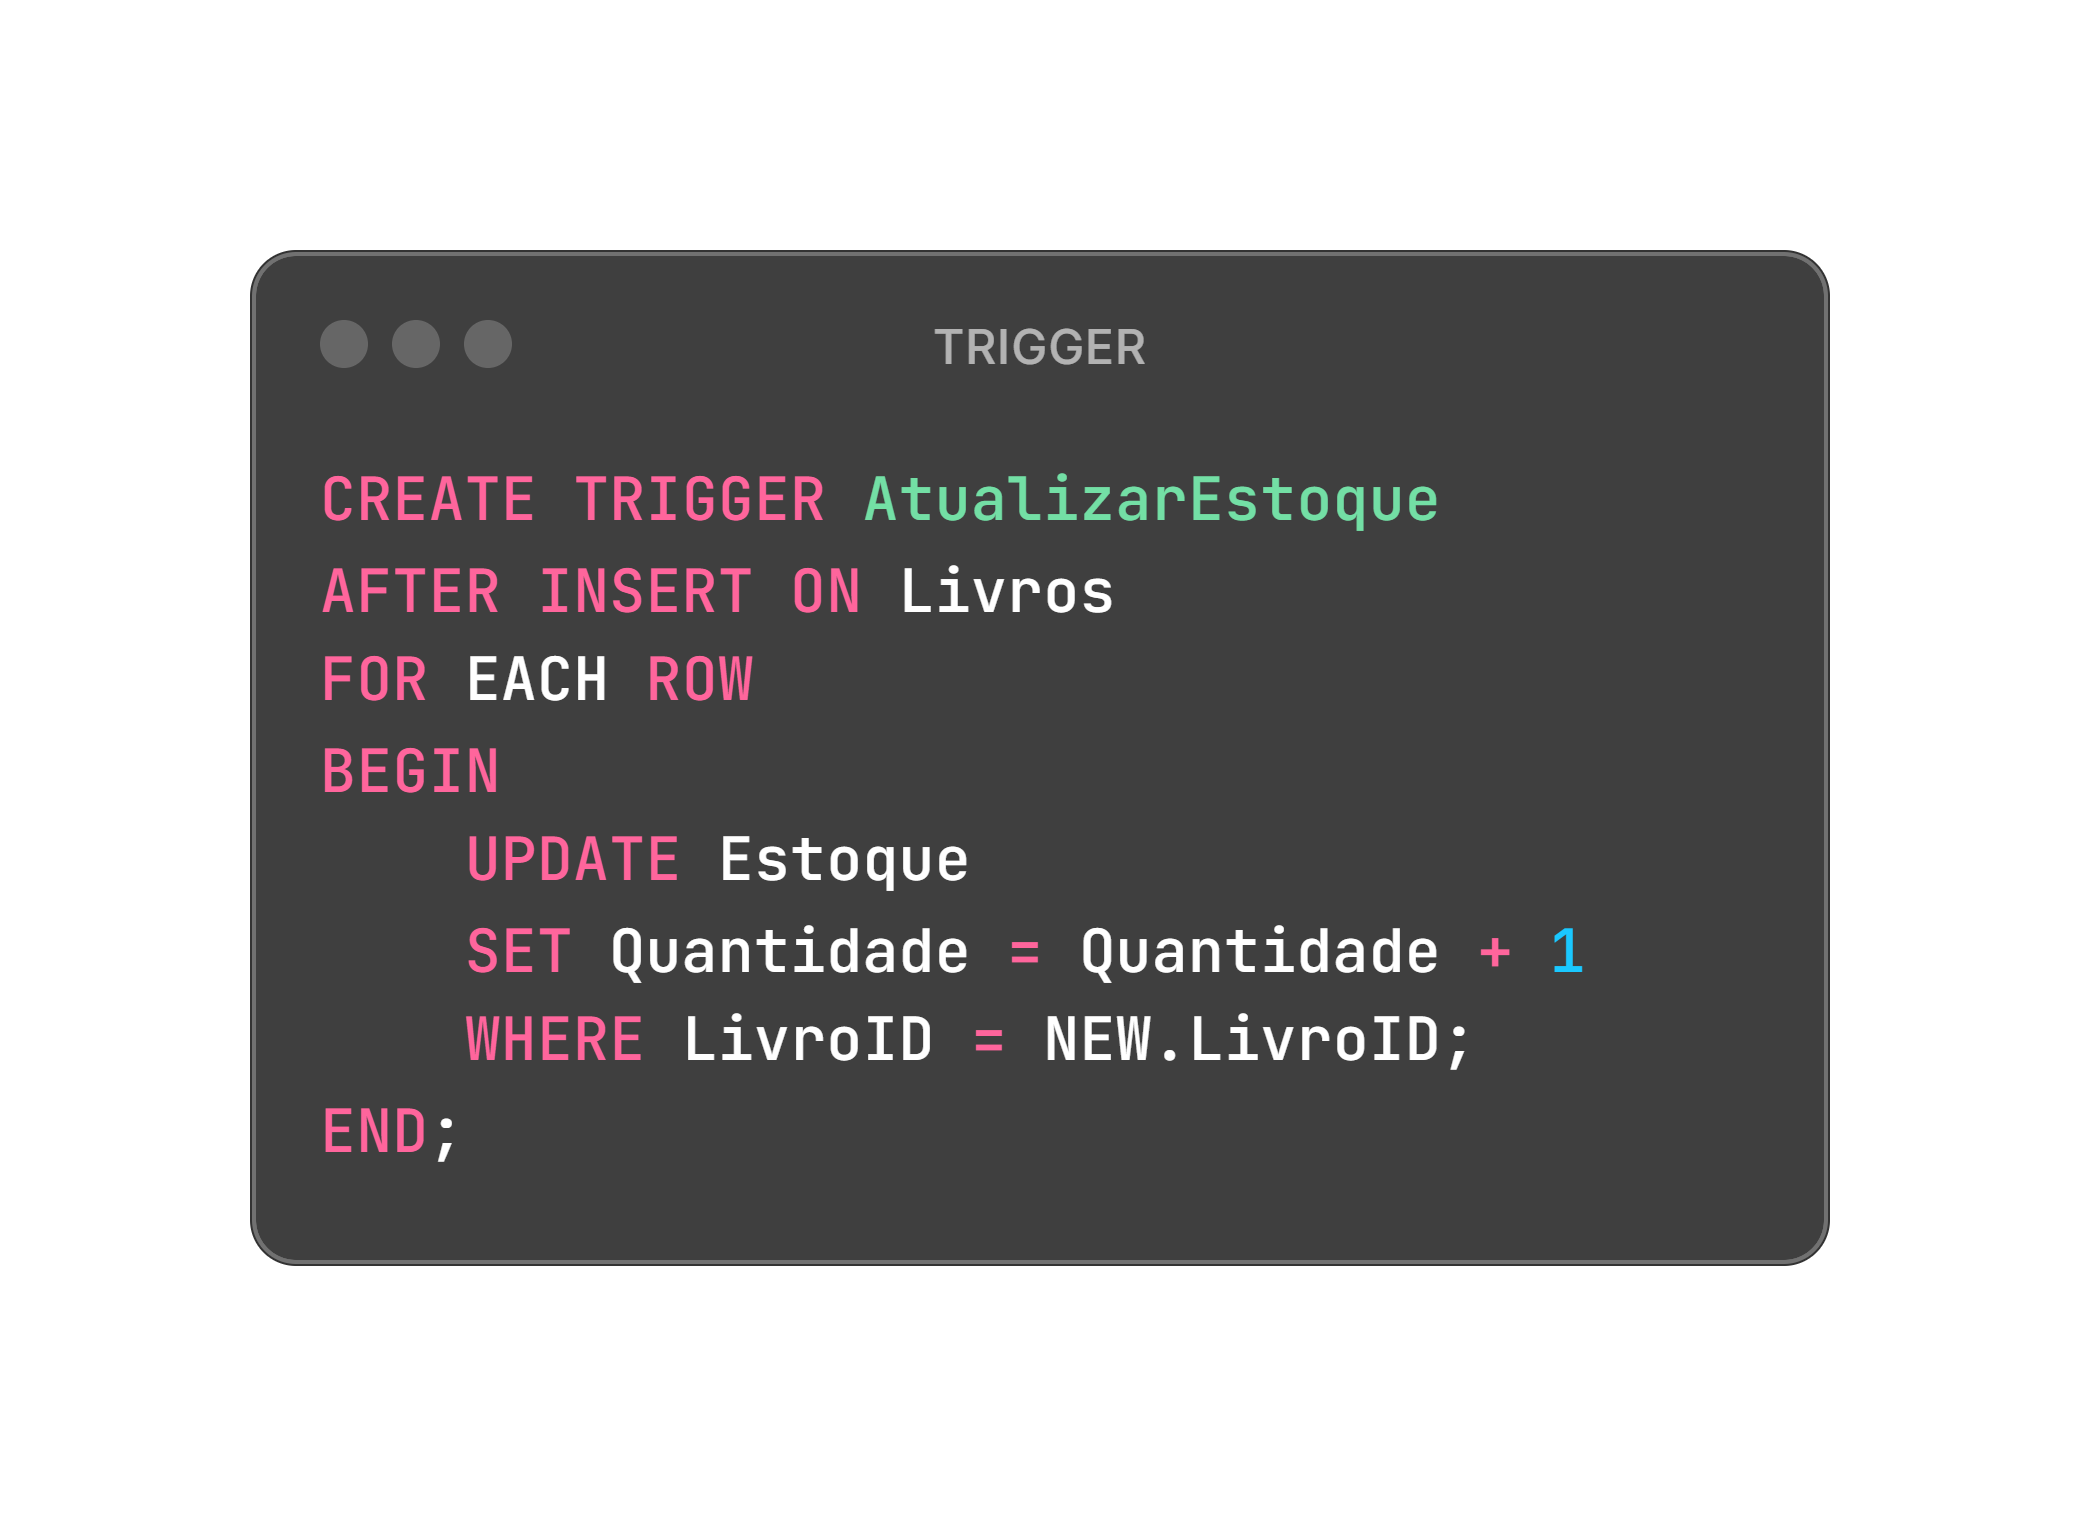 TRIGGER
CREATE TRIGGER AtualizarEstoque
AFTER INSERT ON Livros
FOR EACH ROW
BEGIN
    UPDATE Estoque
    SET Quantidade = Quantidade + 1
    WHERE LivroID = NEW.LivroID;
END;